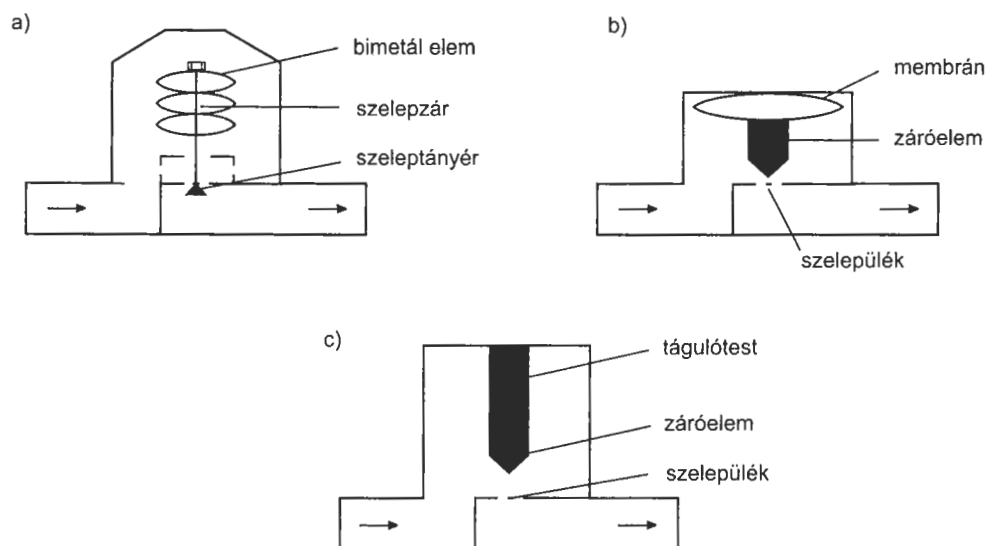 a)
bimetál elem
szelepzár
szeleptányér
b)
membrán
záróelem
szelepülék
c)
tágulótest
záróelem
szelepülék